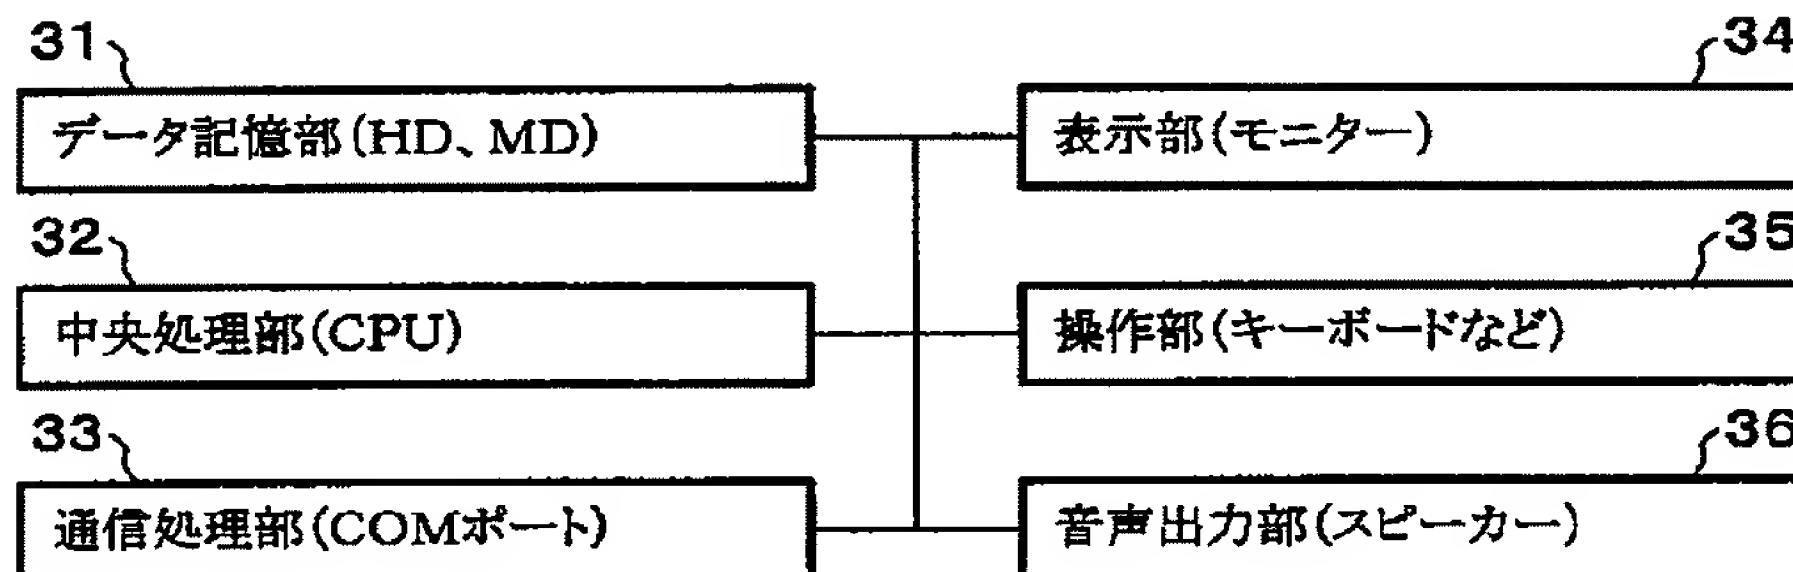 31
データ記憶部(HD、MD)
32
中央処理部(CPU)
33
通信処理部(COMポート)
34
表示部(モニター)
35
操作部(キーボードなど)
36
音声出力部(スピーカー)